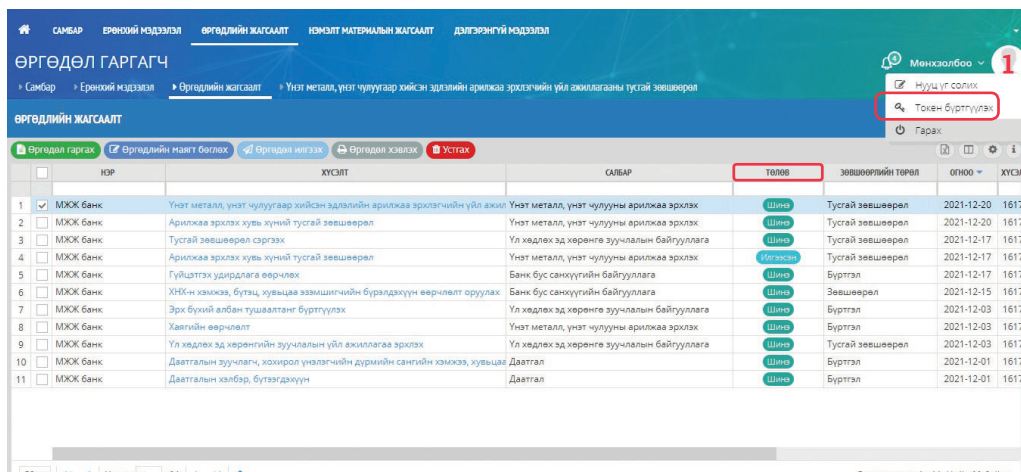 САМБАР ЕРӨНХИЙ МЭДЭЭЛЭЛ ӨРГӨДЛИЙН ЖАГСААЛТ НЭМЭЛТ МАТЕРИАЛЫН ЖАГСААЛТ ДЭЛГЭРЭНГҮЙ МЭДЭЭЛЭЛ
ӨРГӨДӨЛ ГАРГАГЧ
4 Мөнхзолбоо 1
Самбар Ерөнхий мэдээлэл Өргөдлийн жагсаалт Үнэт металл, үнэт чулуугаар хийсэн эдлэлийн арилжаа эрхлэгчийн үйл ажиллагааны тусгай зөвшөөрөл
Нууц үг солих
Токен бүртгүүлэх
Гарах
ӨРГӨДЛИЙН ЖАГСААЛТ
Өргөдөл гаргах Өргөдлийн маягт бөглөх Өргөдөл илгээх Өргөдөл хэвлэх Устгах
НЭР ХҮСЭЛТ САЛБАР ТӨЛӨВ ЗӨВШӨӨРЛИЙН ТӨРӨЛ ОГНОО ХҮСЭЛ
1 МЖЖ банк Үнэт металл, үнэт чулуугаар хийсэн эдлэлийн арилжаа эрхлэгчийн үйл ажил Үнэт металл, үнэт чулууны арилжаа эрхлэх Шинэ Тусгай зөвшөөрөл 2021-12-20 1617
2 МЖЖ банк Арилжаа эрхлэх хувь хүний тусгай зөвшөөрөл Үнэт металл, үнэт чулууны арилжаа эрхлэх Шинэ Тусгай зөвшөөрөл 2021-12-20 1617
3 МЖЖ банк Тусгай зөвшөөрөл сэргээх Үл хөдлөх эд хөрөнгө зуучлалын байгууллага Шинэ Тусгай зөвшөөрөл 2021-12-17 1617
4 МЖЖ банк Арилжаа эрхлэх хувь хүний тусгай зөвшөөрөл Үнэт металл, үнэт чулууны арилжаа эрхлэх Илгээсэн Тусгай зөвшөөрөл 2021-12-17 1617
5 МЖЖ банк Гүйцэтгэх удирдлага өөрчлөх Банк бус санхүүгийн байгууллага Шинэ Бүртгэл 2021-12-17 1617
6 МЖЖ банк ХНХ-н хэмжээ, бүтэц, хувьцаа эзэмшигчийн бүрэлдэхүүн өөрчлөлт оруулах Банк бус санхүүгийн байгууллага Шинэ Зөвшөөрөл 2021-12-15 1617
7 МЖЖ банк Эрх бүхий албан тушаалтанг бүртгүүлэх Үл хөдлөх эд хөрөнгө зуучлалын байгууллага Шинэ Бүртгэл 2021-12-03 1617
8 МЖЖ банк Хаягийн өөрчлөлт Үнэт металл, үнэт чулууны арилжаа эрхлэх Шинэ Бүртгэл 2021-12-03 1617
9 МЖЖ банк Үл хөдлөх эд хөрөнгийн зуучлалын үйл ажиллагаа эрхлэх Үл хөдлөх эд хөрөнгө зуучлалын байгууллага Шинэ Тусгай зөвшөөрөл 2021-12-03 1617
10 МЖЖ банк Даатгалын зуучлагч, хохирол үнэлэгчийн дүрмийн сангийн хэмжээ, хувьцаа Даатгал Шинэ Бүртгэл 2021-12-01 1617
11 МЖЖ банк Даатгалын хэлбэр, бүтээгдэхүүн Даатгал Шинэ Бүртгэл 2021-12-01 1617